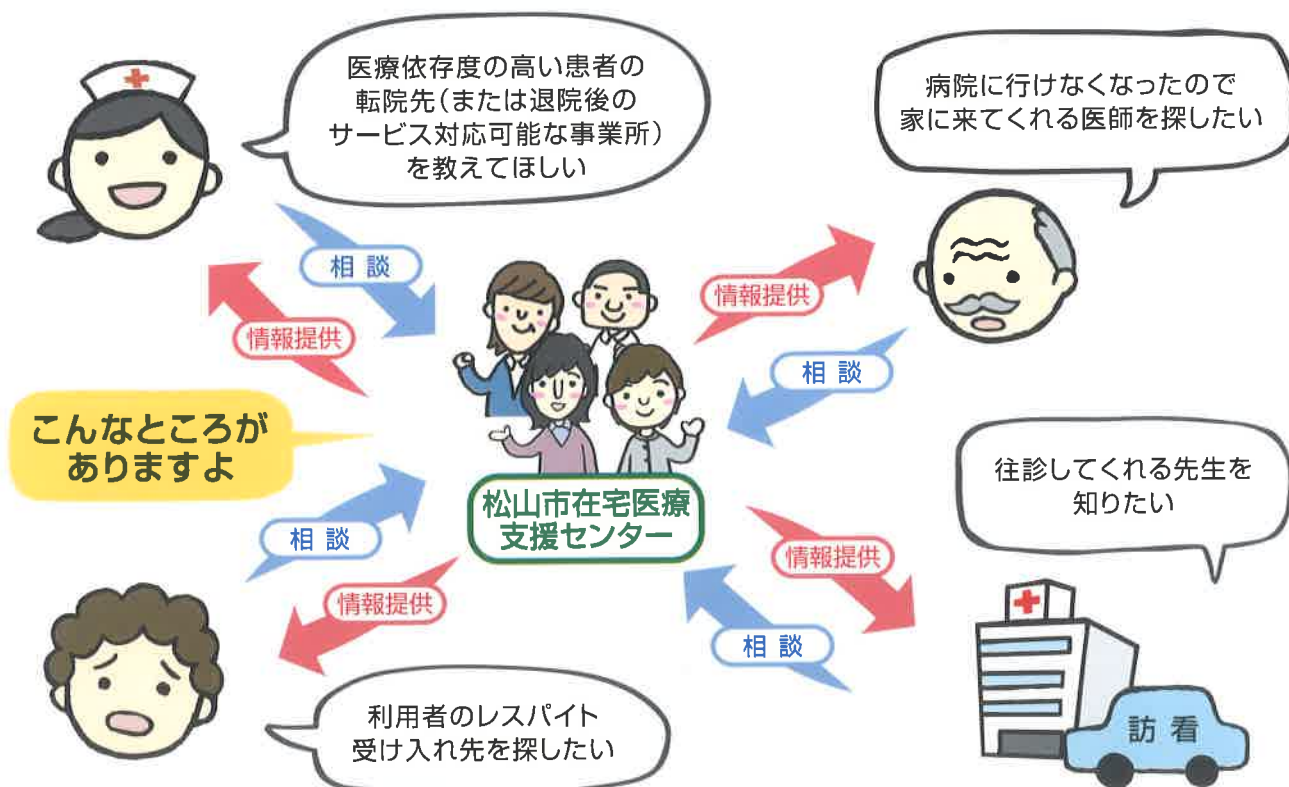 医療依存度の高い患者の
転院先(または退院後の
サービス対応可能な事業所)
を教えてほしい
病院に行けなくなったので
家に来てくれる医師を探したい
相談
情報提供
情報提供
相談
こんなところが
ありますよ
松山市在宅医療
支援センター
往診してくれる先生を
知りたい
相談
情報提供
情報提供
相談
利用者のレスパイト
受け入れ先を探したい
訪看